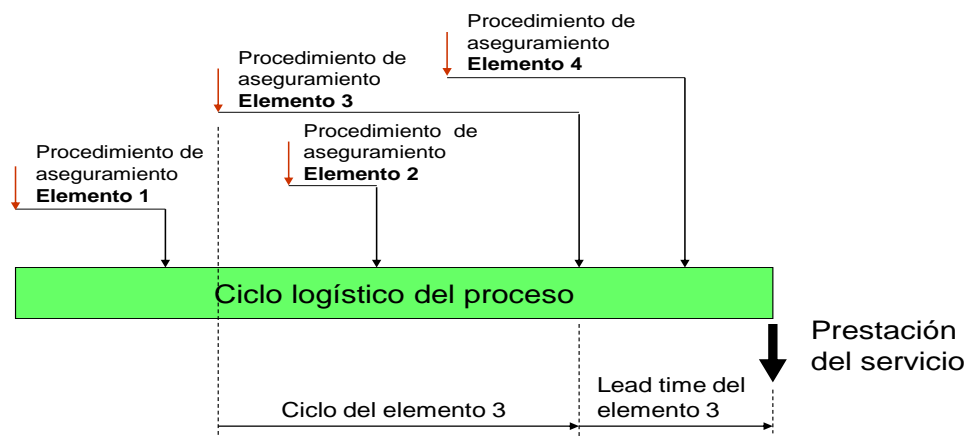 Procedimiento de
aseguramiento
Elemento 1
Procedimiento de
aseguramiento
Elemento 3
Procedimiento de
aseguramiento
Elemento 2
Procedimiento de
aseguramiento
Elemento 4
Ciclo logístico del proceso
Prestación
del servicio
Ciclo del elemento 3
Lead time del
elemento 3